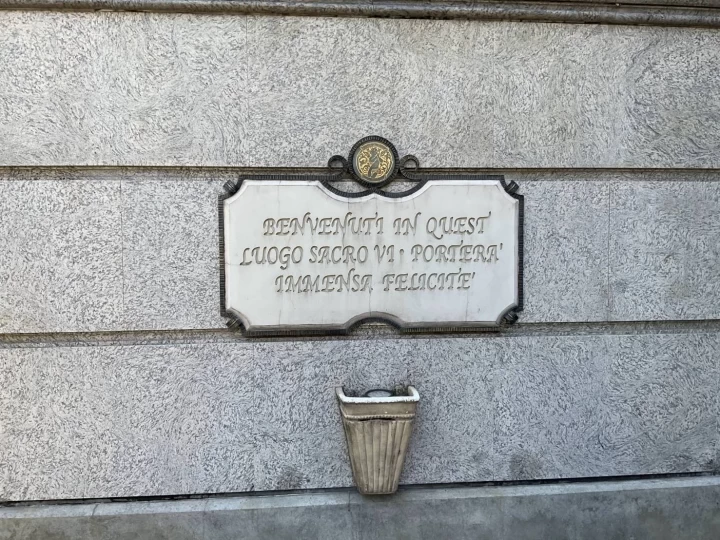 BENVENUTI IN QUEST
LUOGO SACRO VI · PORTERA'
IMMENSA FELICITE'